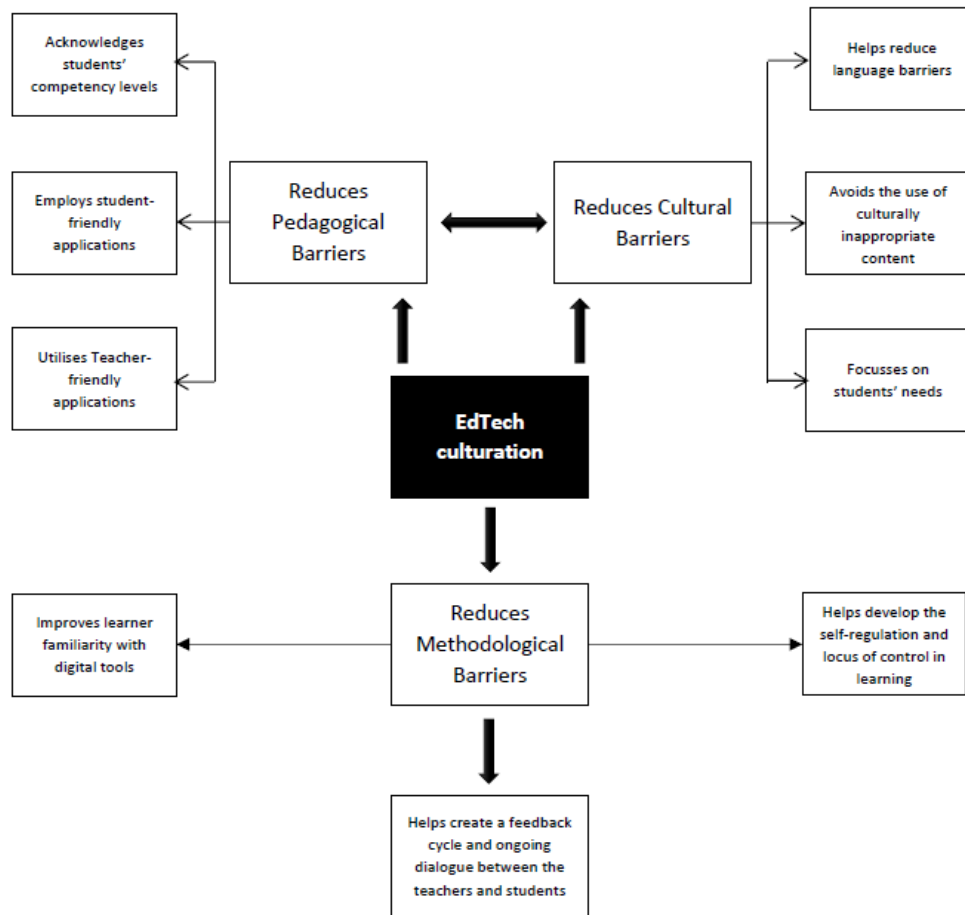 Acknowledges
students’
competency levels
Helps reduce
language barriers
Employs student-
friendly
applications
Reduces
Pedagogical
Barriers
Reduces Cultural
Barriers
Avoids the use of
culturally
inappropriate
content
Utilises Teacher-
friendly
applications
Focusses on
students’ needs
EdTech
culturation
Improves learner
familiarity with
digital tools
Reduces
Methodological
Barriers
Helps develop the
self-regulation and
locus of control in
learning
Helps create a feedback
cycle and ongoing
dialogue between the
teachers and students